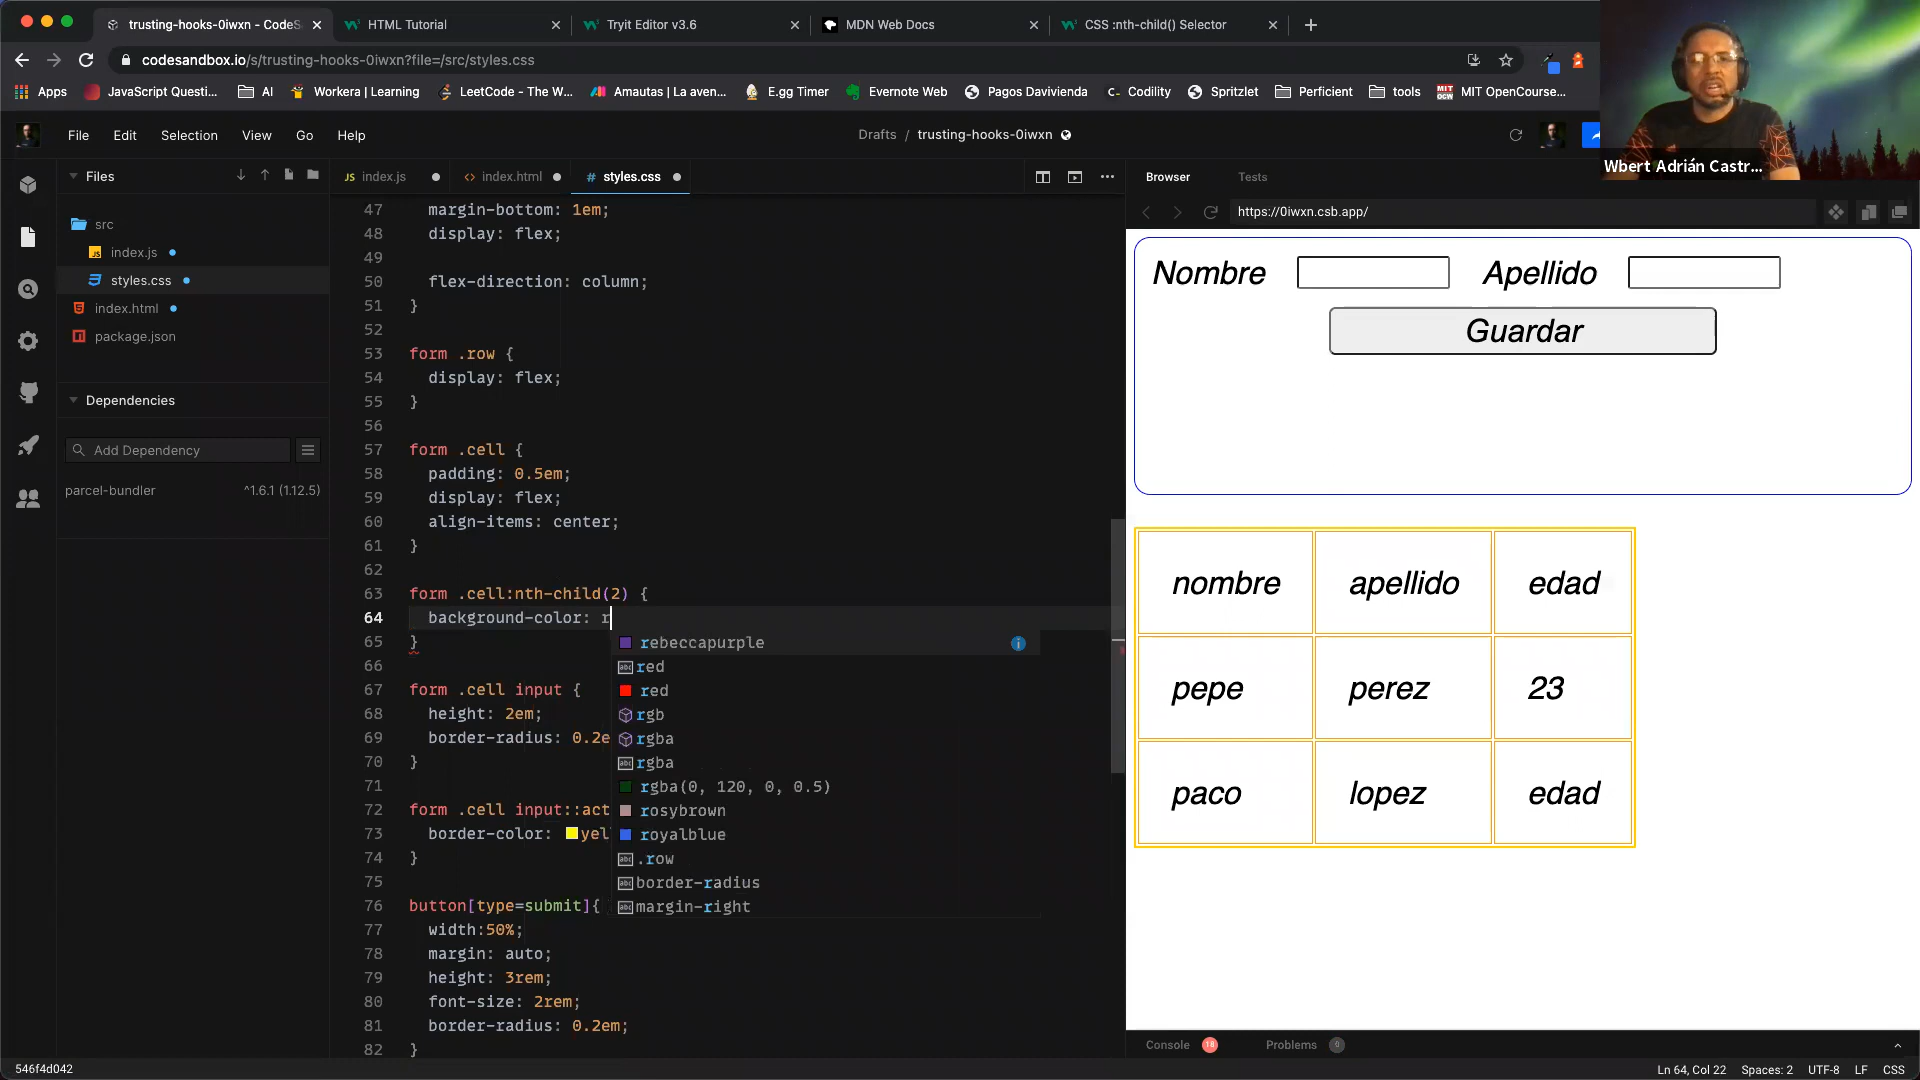 trusting-hooks-0iwxn - CodeS
HTML Tutorial
Tryit Editor v3.6
MDN Web Docs
CSS :nth-child() Selector
codesandbox.io/s/trusting-hooks-0iwxn?file=/src/styles.css
Apps
JavaScript Questi...
AI
Workera | Learning
LeetCode - The W...
Amautas | La aven...
E.gg Timer
Evernote Web
Pagos Davivienda
Codility
Spritzlet
Perficient
tools
MIT OpenCourse...
File Edit Selection View Go Help
Drafts / trusting-hooks-0iwxn
Wbert Adrián Castr...
Files
src
index.js
styles.css
index.html
package.json
Dependencies
Add Dependency
parcel-bundler ^1.6.1 (1.12.5)
index.js
index.html
styles.css
47 margin-bottom: 1em;
48 display: flex;
49
50 flex-direction: column;
51 }
52
53 form .row {
54 display: flex;
55 }
56
57 form .cell {
58 padding: 0.5em;
59 display: flex;
60 align-items: center;
61 }
62
63 form .cell:nth-child(2) {
64 background-color: r
65 }
66
67 form .cell input {
68 height: 2em;
69 border-radius: 0.2e
70 }
71
72 form .cell input::act
73 border-color: yel
74 }
75
76 button[type=submit]{
77 width:50%;
78 margin: auto;
79 height: 3rem;
80 font-size: 2rem;
81 border-radius: 0.2em;
82 }
rebeccapurple
red
red
rgb
rgba
rgba
rgba(0, 120, 0, 0.5)
rosybrown
royalblue
.row
border-radius
margin-right
Browser
Tests
https://0iwxn.csb.app/
Nombre
Apellido
Guardar
nombre apellido edad
pepe perez 23
paco lopez edad
Console 18
Problems 0
546f4d042
Ln 64, Col 22 Spaces: 2 UTF-8 LF CSS